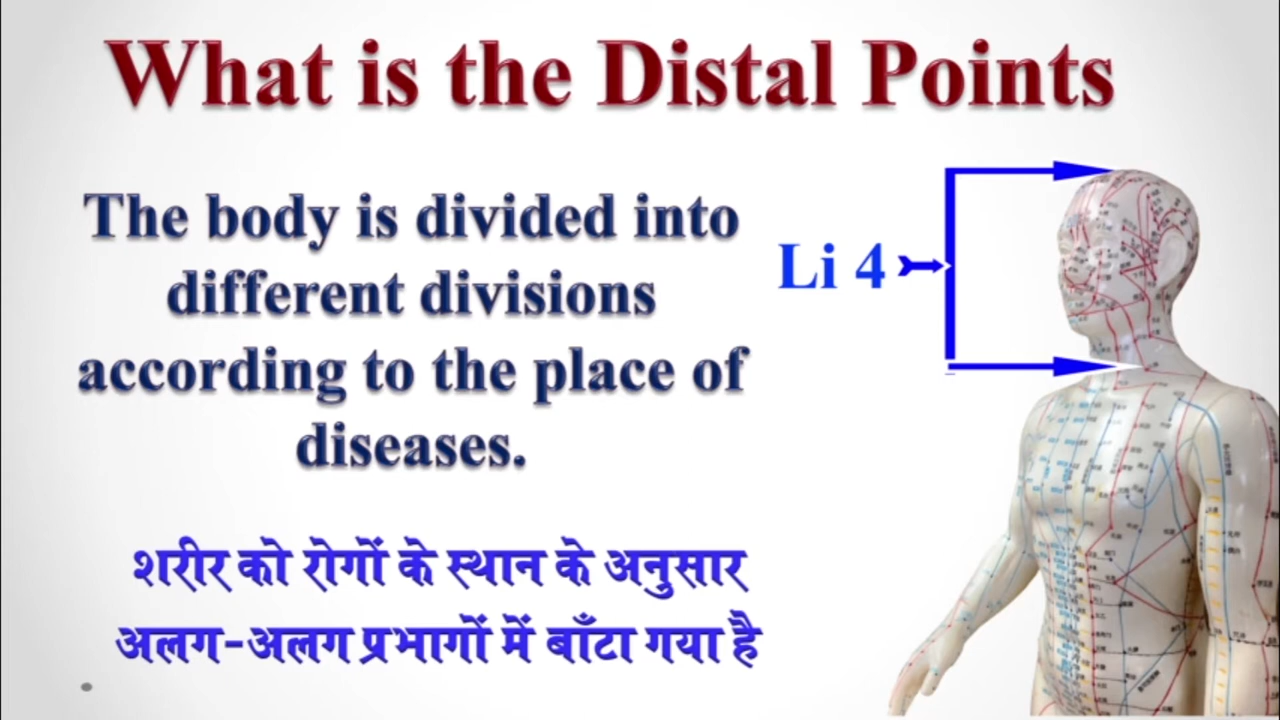 What is the Distal Points
The body is divided into
different divisions
according to the place of
diseases.
Li 4
शरीर को रोगों के स्थान के अनुसार
अलग-अलग प्रभागों में बाँटा गया है